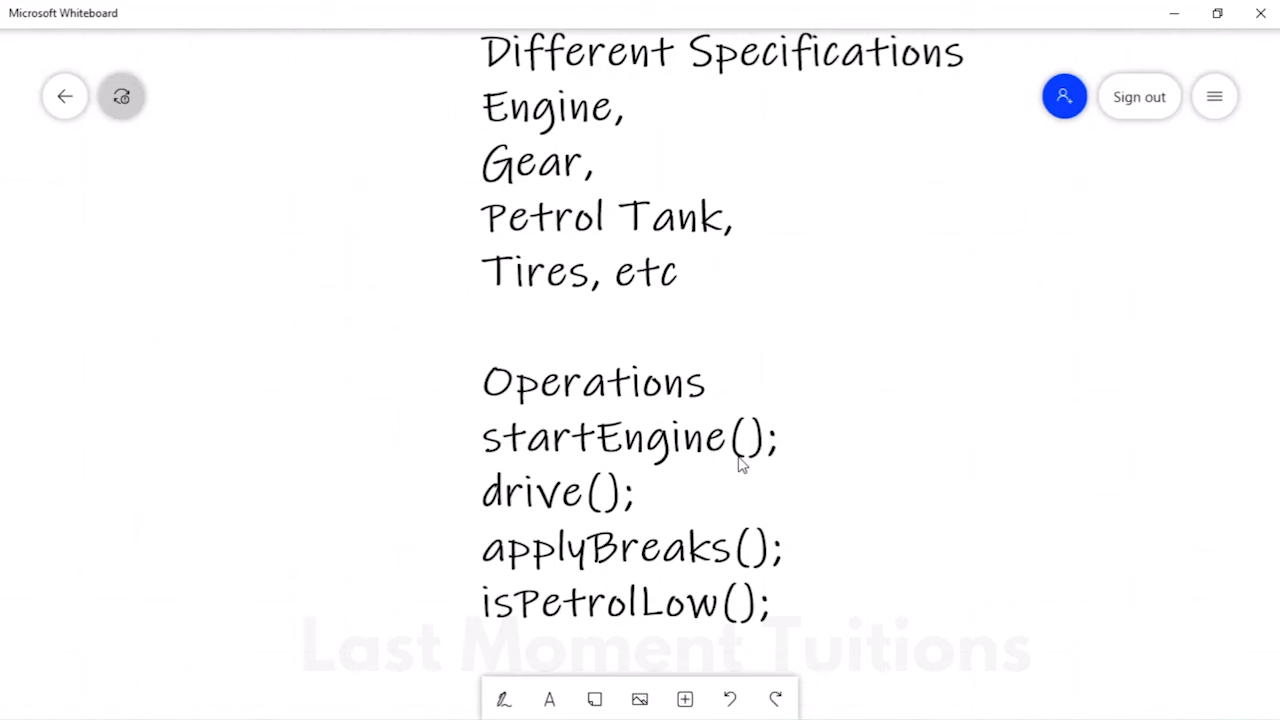 Microsoft Whiteboard
Different Specifications
Engine,
Sign out
Gear,
Petrol Tank,
Tires, etc
Operations
startEngine();
drive();
applyBreaks();
isPetrolLow();
Last Moment Tuitions
A